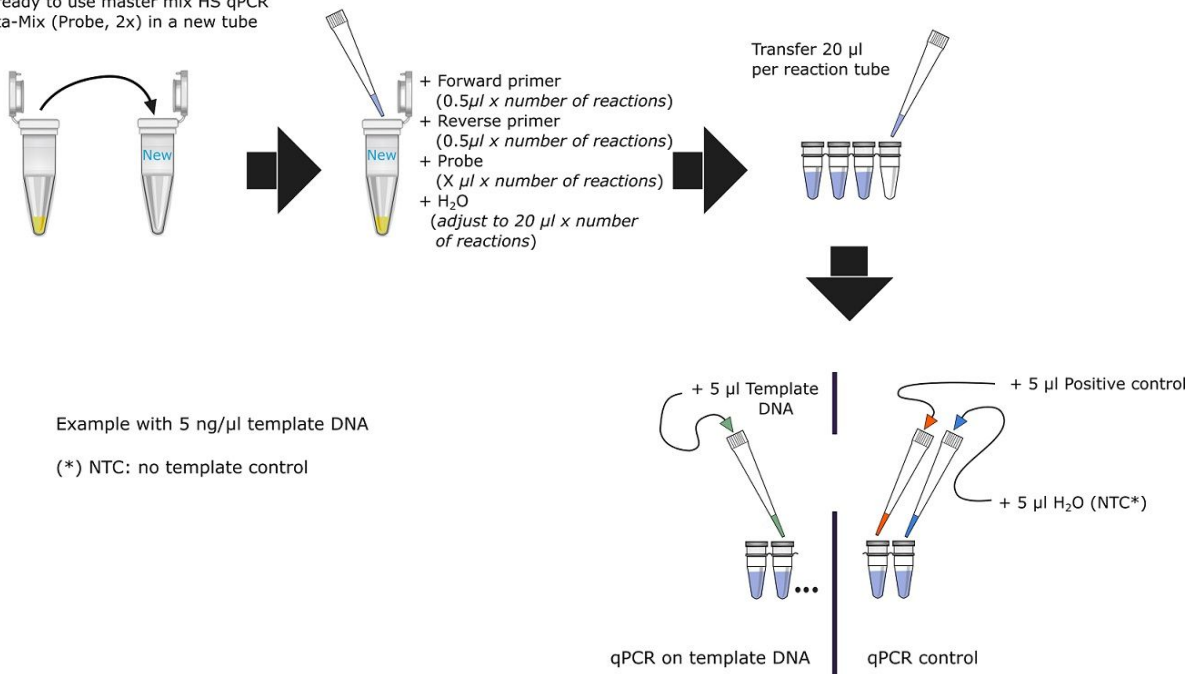 ready to use master mix HS qPCR
ta-Mix (Probe, 2x) in a new tube
New
New
+ Forward primer
(0.5µl x number of reactions)
+ Reverse primer
(0.5µl x number of reactions)
+ Probe
(X µl x number of reactions)
+ H₂O
(adjust to 20 µl x number
of reactions)
Transfer 20 µl
per reaction tube
Example with 5 ng/µl template DNA
(*) NTC: no template control
+ 5 µl Template
DNA
+ 5 µl Positive control
+ 5 µl H₂O (NTC*)
qPCR on template DNA
qPCR control